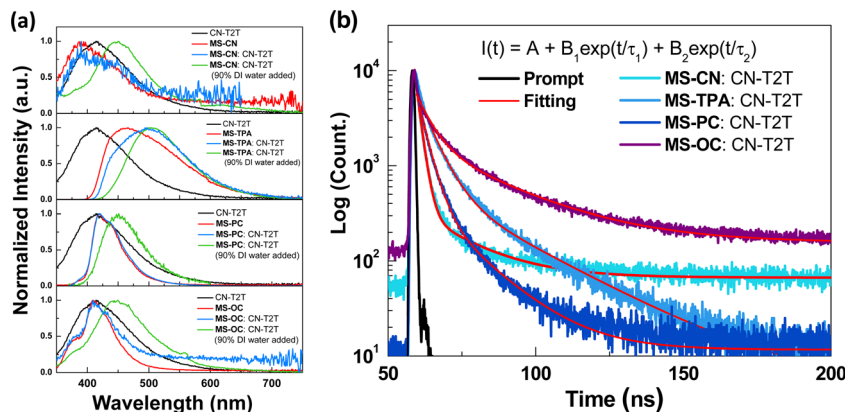 (a)
Normalized Intensity (a.u.)
1.0
0.5
0.0
CN-T2T
MS-CN
MS-CN: CN-T2T
MS-CN: CN-T2T
(90% DI water added)
1.0
0.5
0.0
CN-T2T
MS-TPA
MS-TPA: CN-T2T
MS-TPA: CN-T2T
(90% DI water added)
1.0
0.5
0.0
CN-T2T
MS-PC
MS-PC: CN-T2T
MS-PC: CN-T2T
(90% DI water added)
1.0
0.5
0.0
CN-T2T
MS-OC
MS-OC: CN-T2T
MS-OC: CN-T2T
(90% DI water added)
400 500 600 700
Wavelength (nm)
(b)
I(t) = A + B₁exp(t/τ₁) + B₂exp(t/τ₂)
Prompt
Fitting
MS-CN: CN-T2T
MS-TPA: CN-T2T
MS-PC: CN-T2T
MS-OC: CN-T2T
Log (Count.)
10⁴
10³
10²
10¹
50 100 150 200
Time (ns)